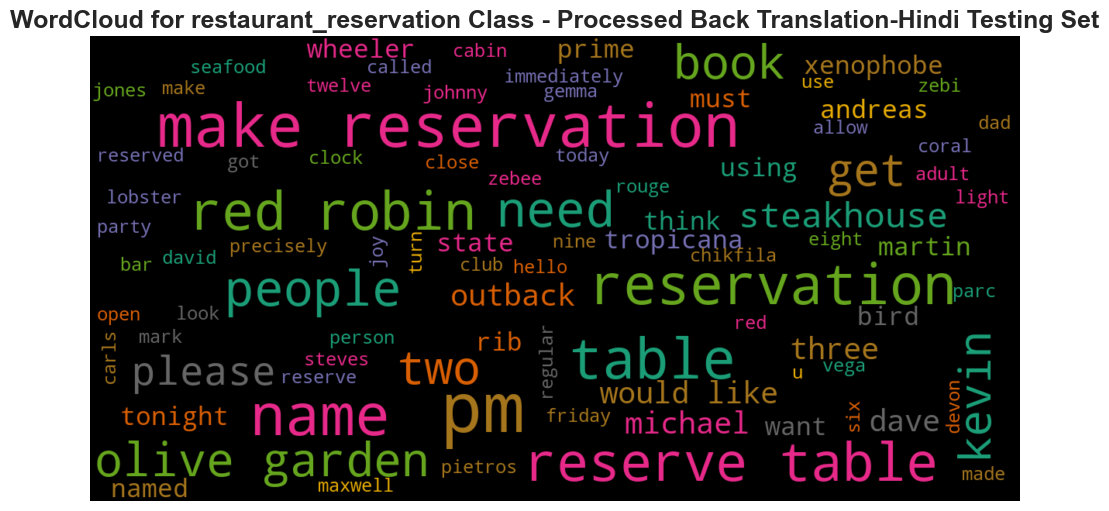 WordCloud for restaurant_reservation Class - Processed Back Translation-Hindi Testing Set
wheeler cabin prime book
seafood called immediately xenophobe
jones make twelve johnny gemma must use zebi
make reservation andreas allow dad
reserved got clock close today using get coral adult
lobster zebee rouge light
party red robin need think steakhouse
precisely joy turn state nine tropicana eight martin
bar david club hello chikfila
people outback reservation parc
open look red bird
carls mark person rib regular table three kevin
please steves reserve two would like u vega
tonight name pm friday michael want six dave devon
olive garden pietros reserve table made
named maxwell